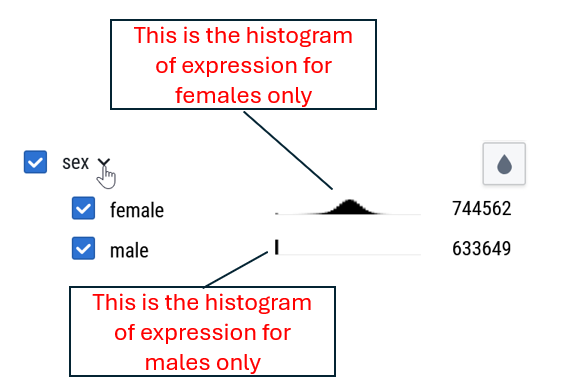 This is the histogram
of expression for
females only
sex
female 744562
male 633649
This is the histogram
of expression for
males only